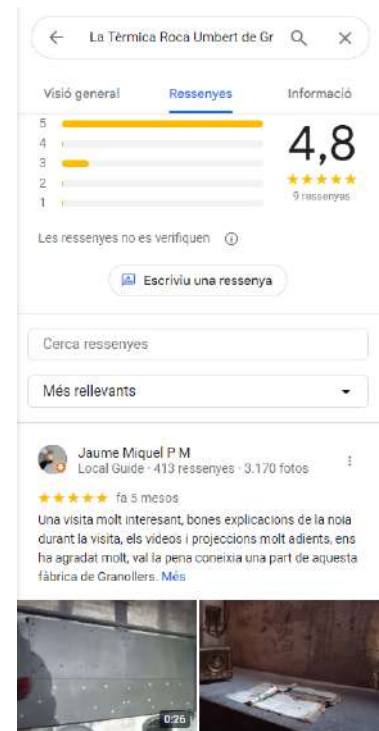 La Tèrmica Roca Umbert de Gr
Visió general Ressenyes Informació
5
4
3
2
1
4,8
9 ressenyes
Les ressenyes no es verifiquen
Escriviu una ressenya
Cerca ressenyes
Més rellevants
Jaume Miquel P M
Local Guide · 413 ressenyes · 3.170 fotos
fa 5 mesos
Una visita molt interesant, bones explicacions de la noia
durant la visita, els videos i projeccions molt adients, ens
ha agradat molt, val la pena coneixia una part de aquesta
fàbrica de Granollers. Més
0:26